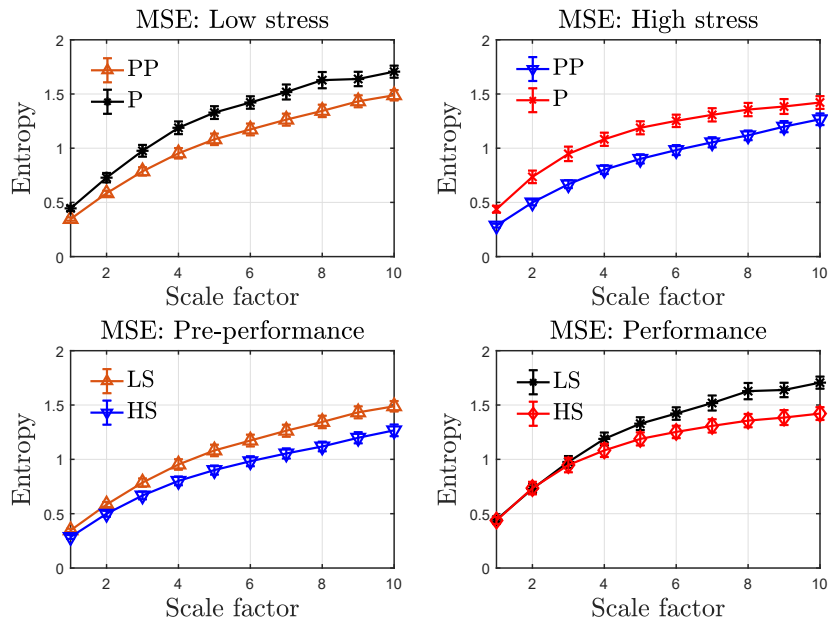 MSE: Low stress
2
1.5
1
0.5
0
Entropy
PP
P
2 4 6 8 10
Scale factor
MSE: High stress
2
1.5
1
0.5
0
Entropy
PP
P
2 4 6 8 10
Scale factor
MSE: Pre-performance
2
1.5
1
0.5
0
Entropy
LS
HS
2 4 6 8 10
Scale factor
MSE: Performance
2
1.5
1
0.5
0
Entropy
LS
HS
2 4 6 8 10
Scale factor